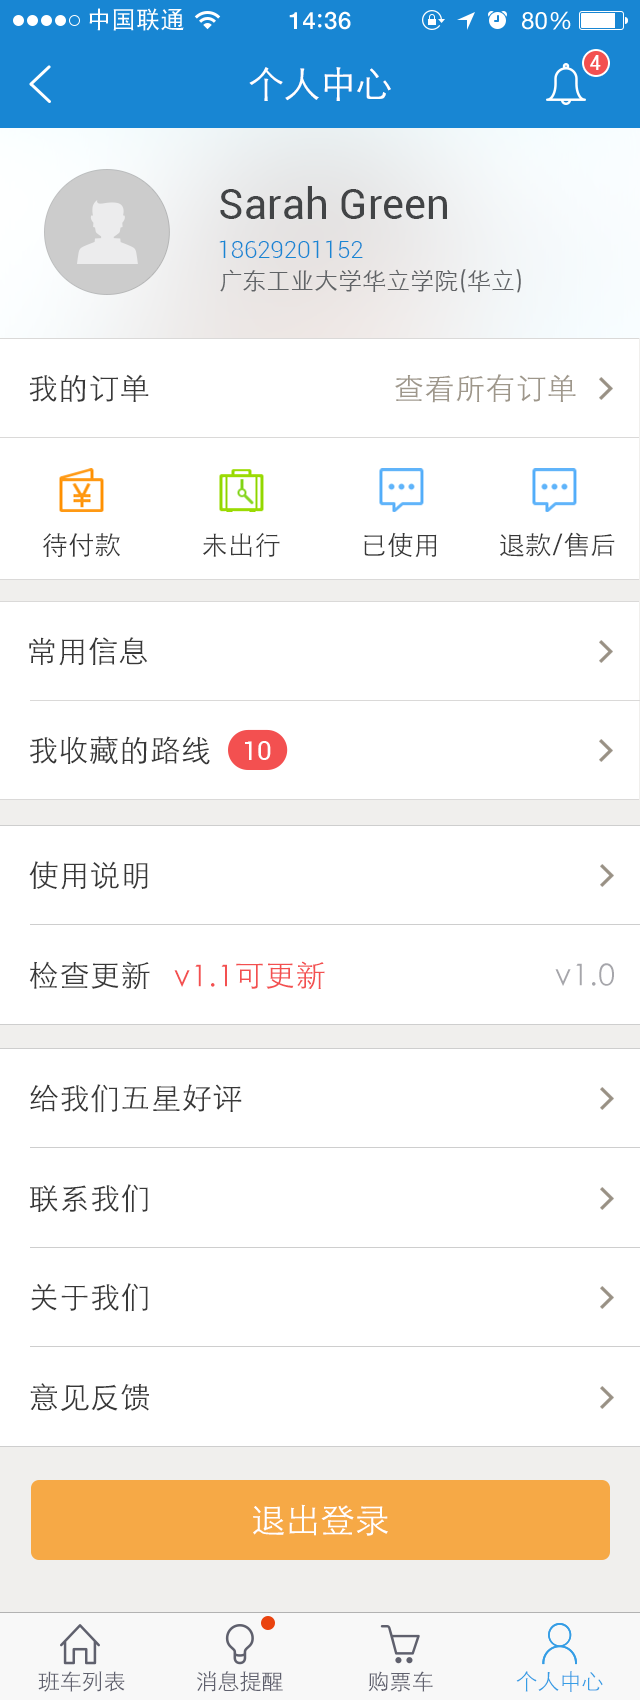 中国联通 14:36 80%
个人中心 4
Sarah Green
18629201152
广东工业大学华立学院(华立)
我的订单 查看所有订单
待付款 未出行 已使用 退款/售后
常用信息
我收藏的路线 10
使用说明
检查更新 v1.1可更新 v1.0
给我们五星好评
联系我们
关于我们
意见反馈
退出登录
班车列表 消息提醒 购票车 个人中心